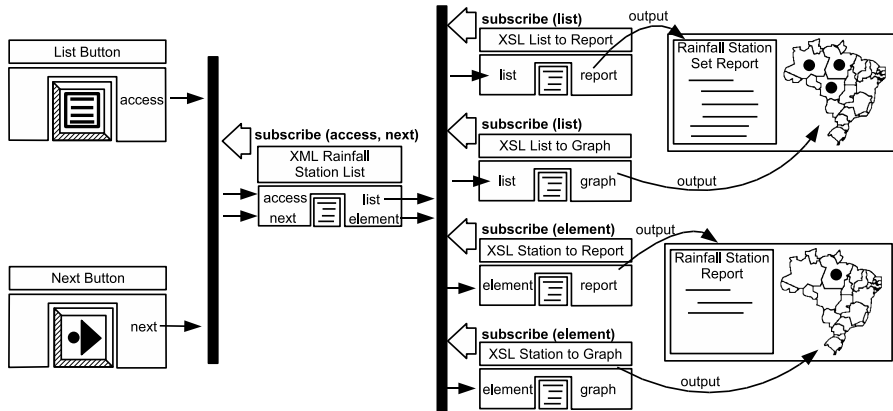 List Button
access
Next Button
next
subscribe (access, next)
XML Rainfall
Station List
access
list
next
element
subscribe (list)
XSL List to Report
list
report
output
subscribe (list)
XSL List to Graph
list
graph
output
subscribe (element)
XSL Station to Report
element
report
output
subscribe (element)
XSL Station to Graph
element
graph
output
Rainfall Station
Set Report
Rainfall Station
Report